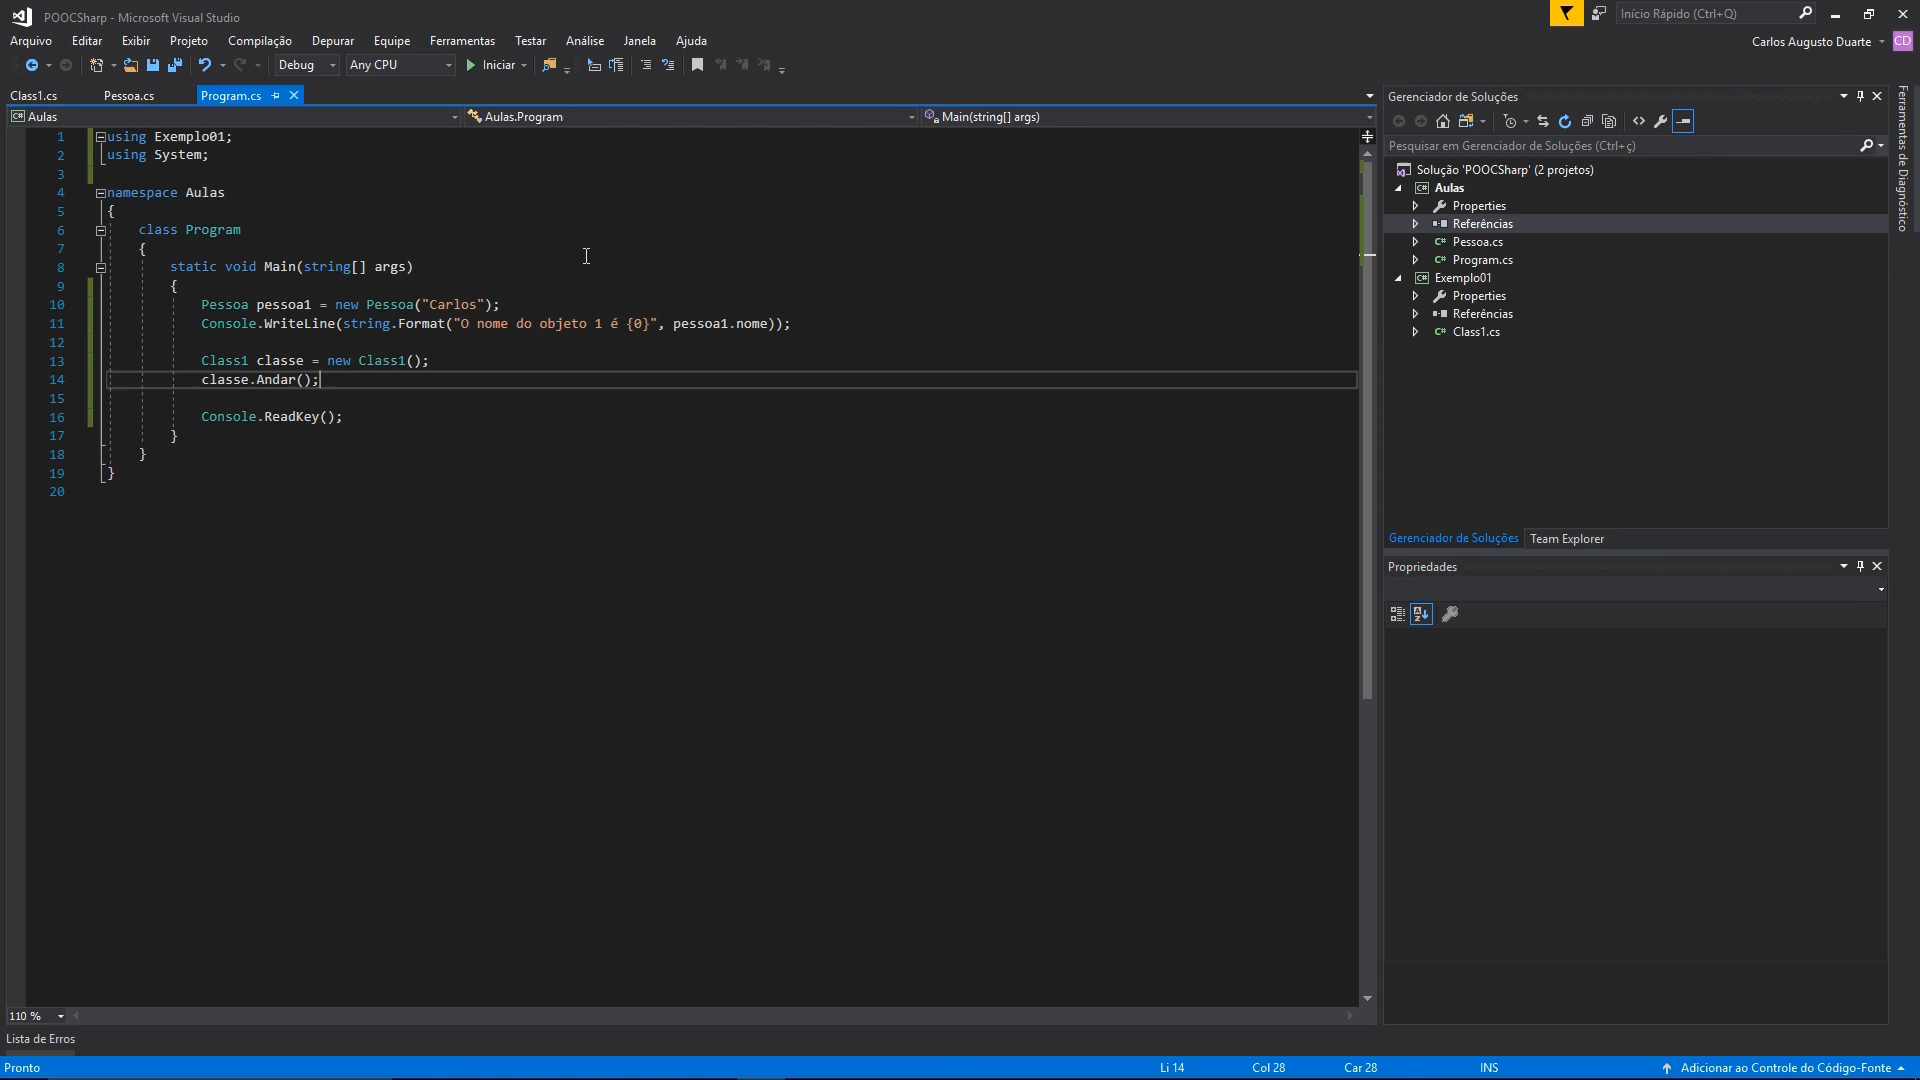 POOCSharp - Microsoft Visual Studio
Início Rápido (Ctrl+Q)
Arquivo Editar Exibir Projeto Compilação Depurar Equipe Ferramentas Testar Análise Janela Ajuda
Carlos Augusto Duarte CD
Debug Any CPU Iniciar
Class1.cs Pessoa.cs Program.cs
Aulas Aulas.Program Main(string[] args)
1 using Exemplo01;
2 using System;
3
4 namespace Aulas
5 {
6 class Program
7 {
8 static void Main(string[] args)
9 {
10 Pessoa pessoa1 = new Pessoa("Carlos");
11 Console.WriteLine(string.Format("O nome do objeto 1 é {0}", pessoa1.nome));
12
13 Class1 classe = new Class1();
14 classe.Andar();
15
16 Console.ReadKey();
17 }
18 }
19 }
20
110 %
Lista de Erros
Gerenciador de Soluções
Pesquisar em Gerenciador de Soluções (Ctrl+ç)
Solução 'POOCSharp' (2 projetos)
C# Aulas
Properties
Referências
C# Pessoa.cs
C# Program.cs
C# Exemplo01
Properties
Referências
C# Class1.cs
Gerenciador de Soluções Team Explorer
Propriedades
Ferramentas de Diagnóstico
Pronto Li 14 Col 28 Car 28 INS Adicionar ao Controle do Código-Fonte